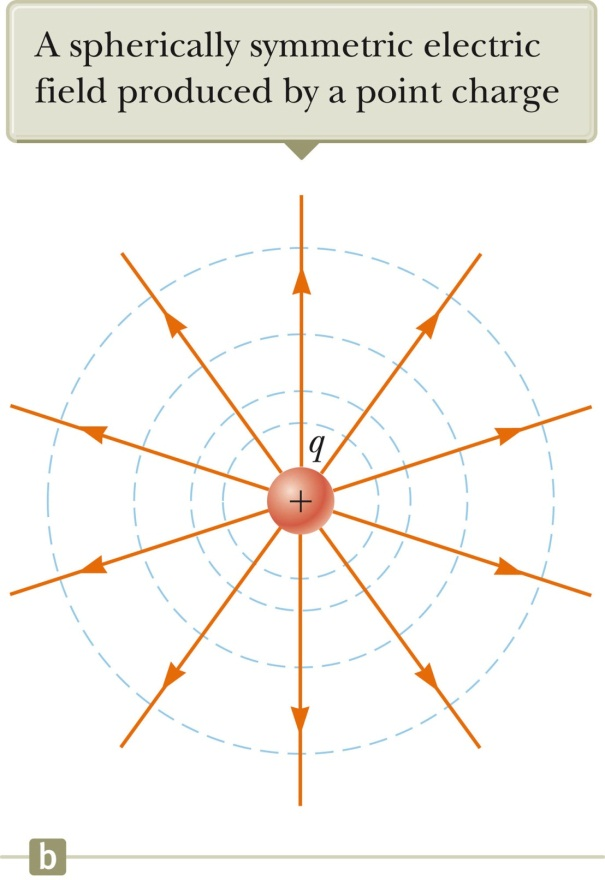 A spherically symmetric electric
field produced by a point charge
q
+
b